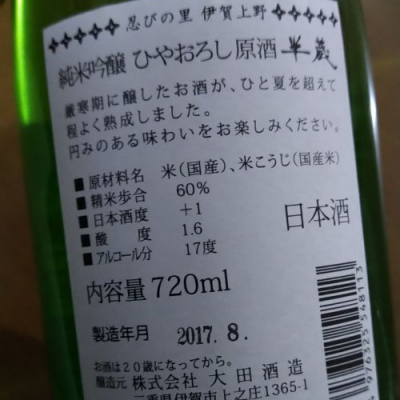 忍びの里 伊賀上野
純米吟醸 ひやおろし原酒 半蔵
厳寒期に醸したお酒が、ひと夏を超えて
程よく熟成しました。
円みのある味わいをお楽しみください。
■原材料名 米(国産)、米こうじ(国産米)
■精米歩合 60%
■日本酒度 +1
■酸 度 1.6
■アルコール分 17度
日本酒
内容量 720ml
製造年月 2017.8.
お酒は20歳になってから。
醸造元 株式会社 大田酒造
三重県伊賀市上之庄1365-1
4976325548113